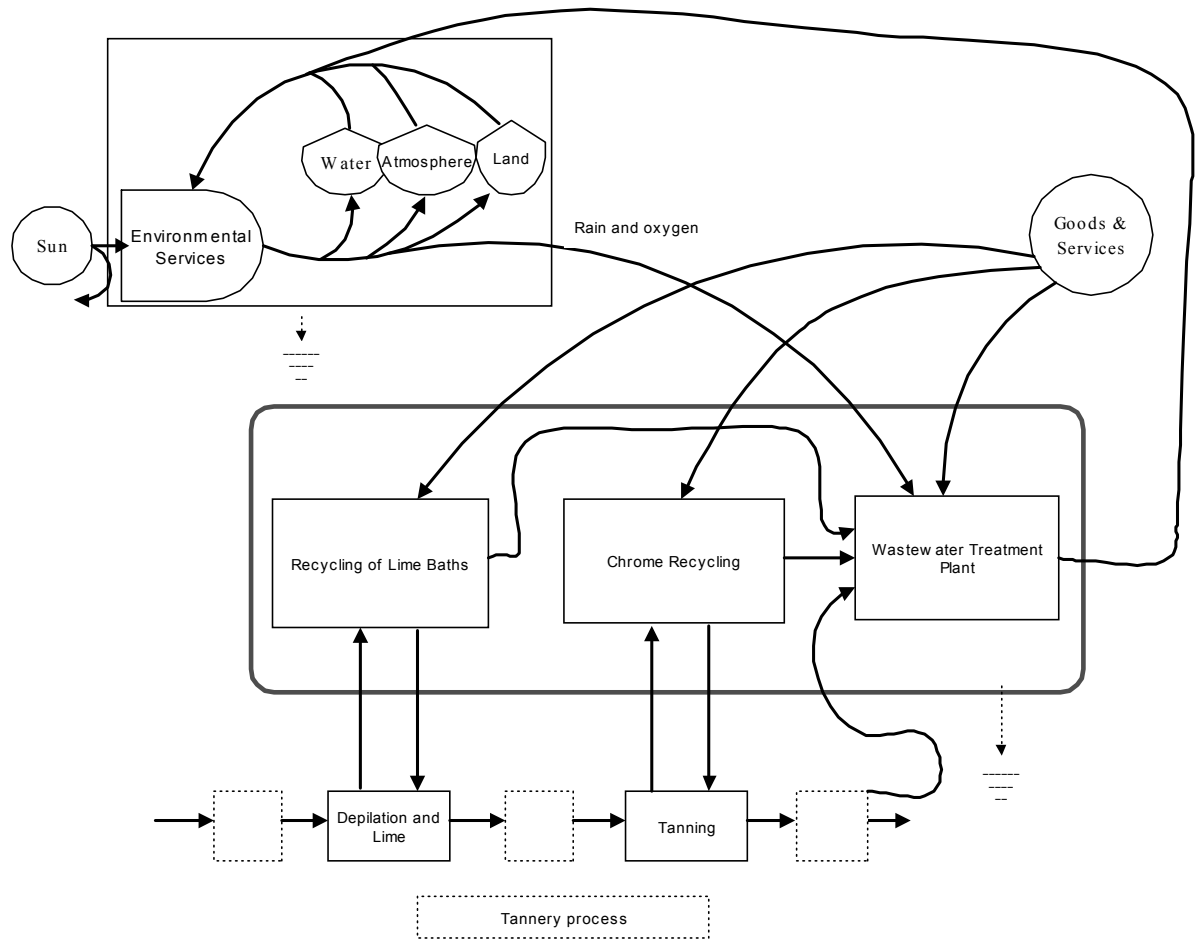 Water
Atmosphere
Land
Sun
Environmental
Services
Rain and oxygen
Goods &
Services
Recycling of Lime Baths
Chrome Recycling
Wastewater Treatment
Plant
Depilation and
Lime
Tanning
Tannery process